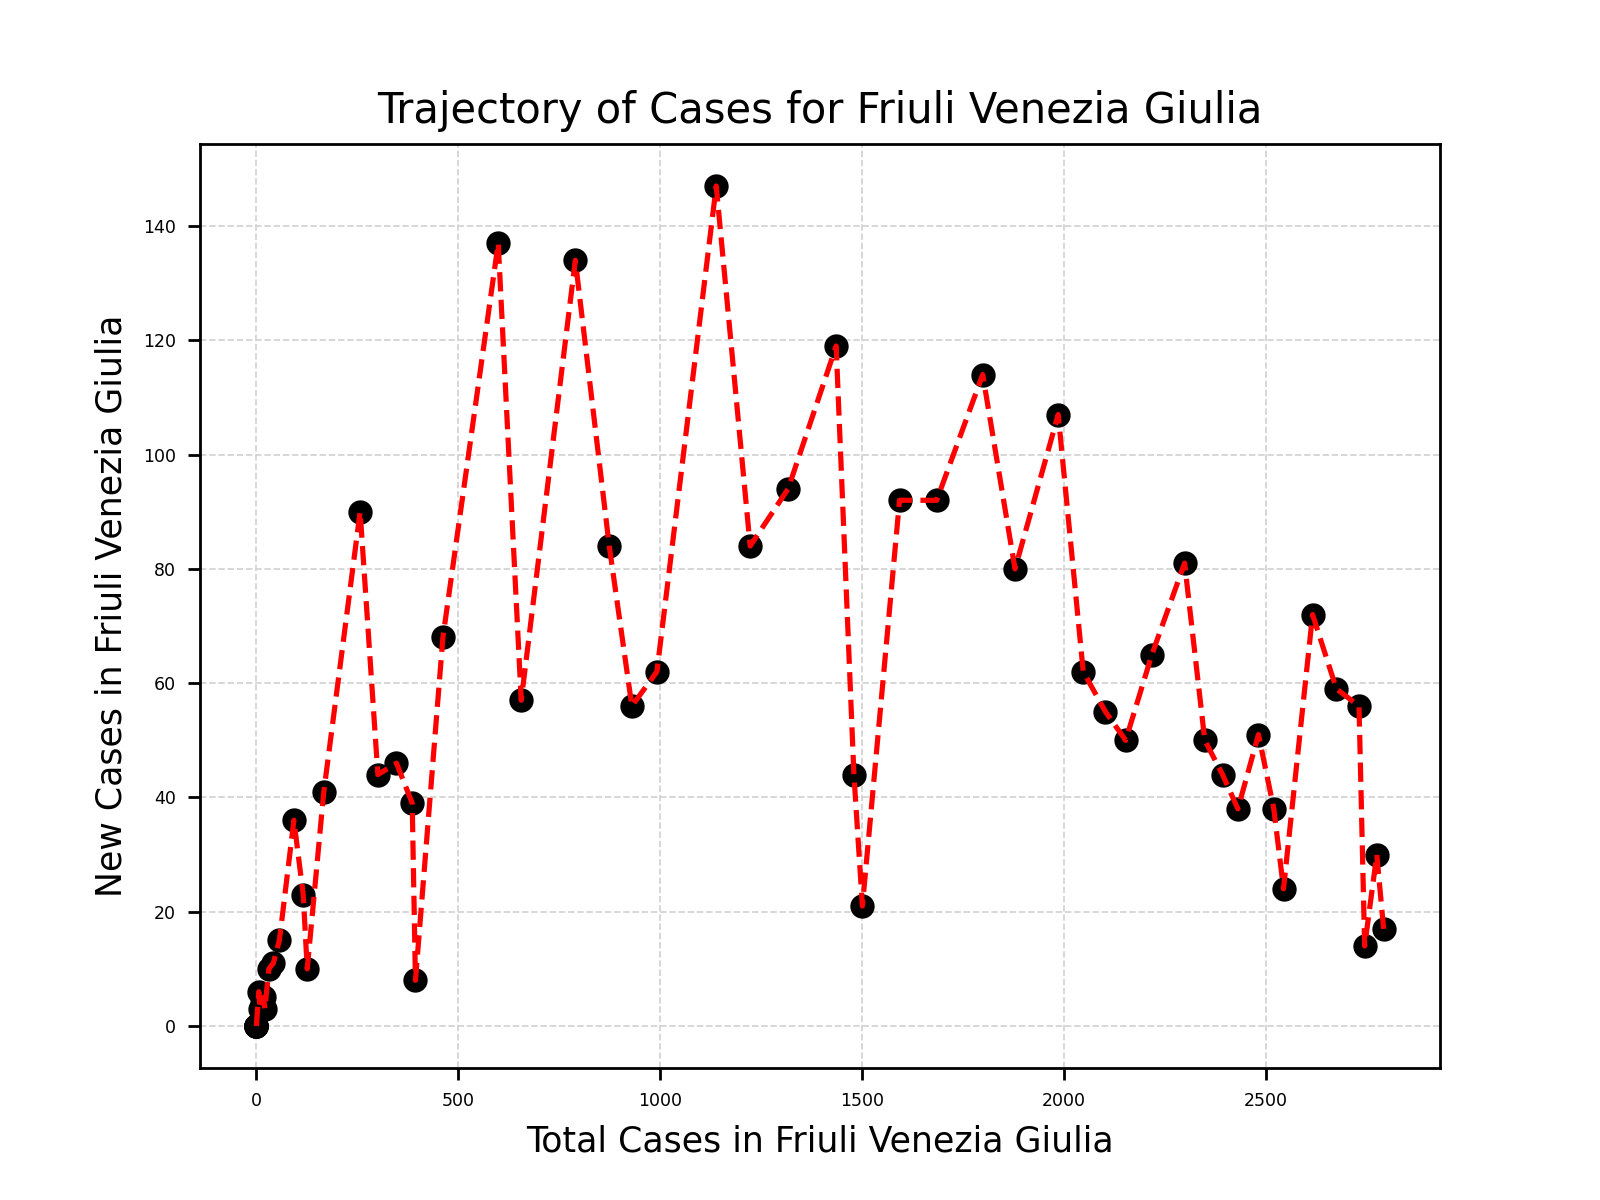 Trajectory of Cases for Friuli Venezia Giulia
New Cases in Friuli Venezia Giulia
140
120
100
80
60
40
20
0
0 500 1000 1500 2000 2500
Total Cases in Friuli Venezia Giulia